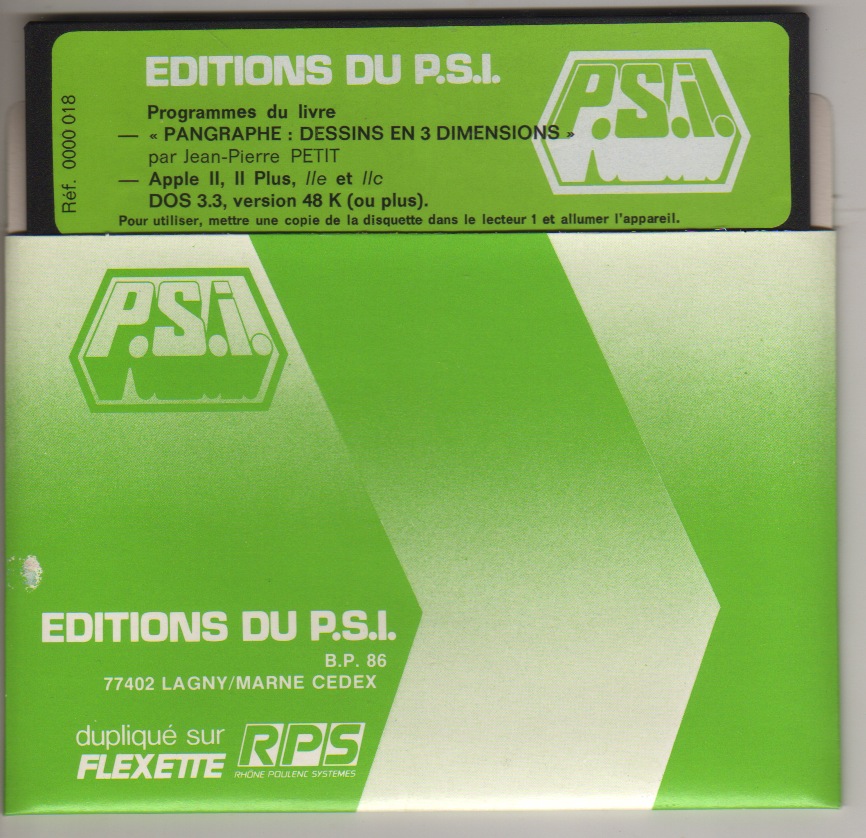 EDITIONS DU P.S.I.
P.S.i.
Réf. 0000 018
Programmes du livre
— « PANGRAPHE : DESSINS EN 3 DIMENSIONS »
par Jean-Pierre PETIT
— Apple II, II Plus, //e et //c
DOS 3.3, version 48 K (ou plus).
Pour utiliser, mettre une copie de la disquette dans le lecteur 1 et allumer l'appareil.
P.S.i.
EDITIONS DU P.S.I.
B.P. 86
77402 LAGNY/MARNE CEDEX
dupliqué sur
FLEXETTE
RPS
RHÔNE POULENC SYSTEMES